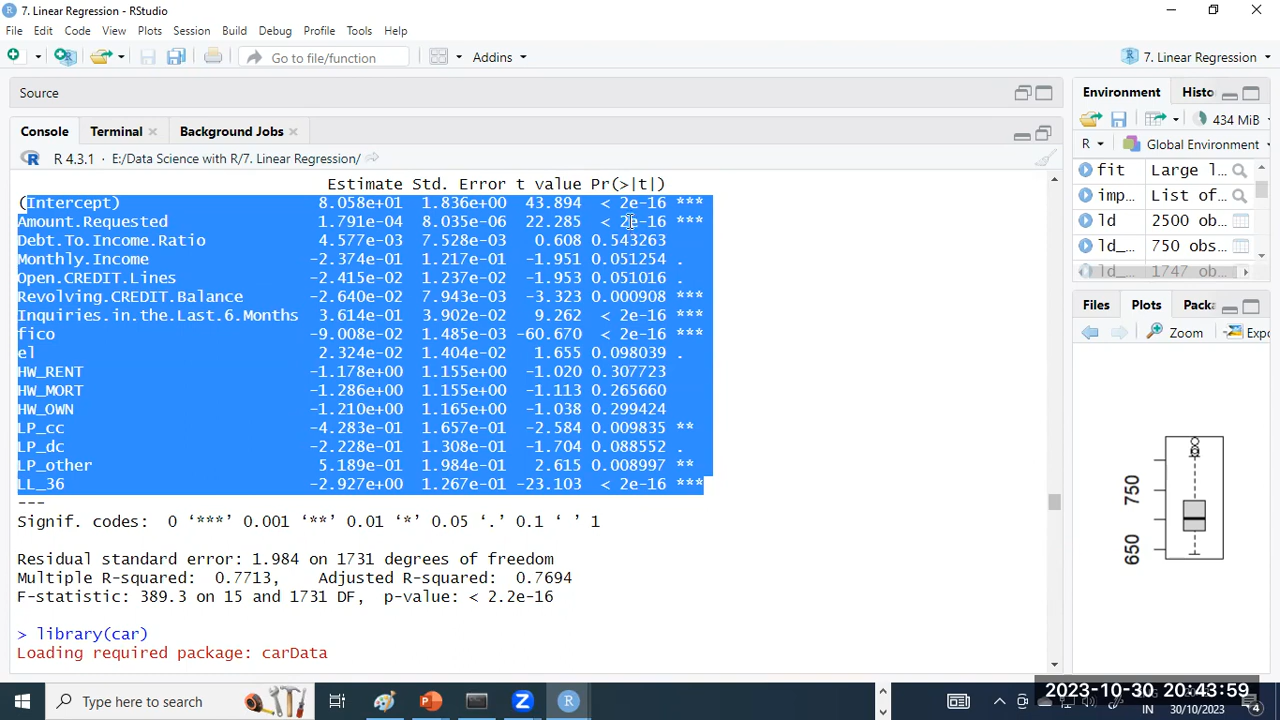 7. Linear Regression - RStudio
File Edit Code View Plots Session Build Debug Profile Tools Help
Go to file/function Addins 7. Linear Regression
Source
Console Terminal Background Jobs
R 4.3.1 · E:/Data Science with R/7. Linear Regression/
Estimate Std. Error t value Pr(>|t|)
(Intercept) 8.058e+01 1.836e+00 43.894 < 2e-16 ***
Amount.Requested 1.791e-04 8.035e-06 22.285 < 2e-16 ***
Debt.To.Income.Ratio 4.577e-03 7.528e-03 0.608 0.543263
Monthly.Income -2.374e-01 1.217e-01 -1.951 0.051254 .
Open.CREDIT.Lines -2.415e-02 1.237e-02 -1.953 0.051016 .
Revolving.CREDIT.Balance -2.640e-02 7.943e-03 -3.323 0.000908 ***
Inquiries.in.the.Last.6.Months 3.614e-01 3.902e-02 9.262 < 2e-16 ***
fico -9.008e-02 1.485e-03 -60.670 < 2e-16 ***
el 2.324e-02 1.404e-02 1.655 0.098039 .
HW_RENT -1.178e+00 1.155e+00 -1.020 0.307723
HW_MORT -1.286e+00 1.155e+00 -1.113 0.265660
HW_OWN -1.210e+00 1.165e+00 -1.038 0.299424
LP_cc -4.283e-01 1.657e-01 -2.584 0.009835 **
LP_dc -2.228e-01 1.308e-01 -1.704 0.088552 .
LP_other 5.189e-01 1.984e-01 2.615 0.008997 **
LL_36 -2.927e+00 1.267e-01 -23.103 < 2e-16 ***
---
Signif. codes: 0 ‘***’ 0.001 ‘**’ 0.01 ‘*’ 0.05 ‘.’ 0.1 ‘ ’ 1
Residual standard error: 1.984 on 1731 degrees of freedom
Multiple R-squared: 0.7713, Adjusted R-squared: 0.7694
F-statistic: 389.3 on 15 and 1731 DF, p-value: < 2.2e-16
> library(car)
Loading required package: carData
Environment Histo
434 MiB
R Global Environment
fit Large l…
imp… List of…
ld 2500 obs…
ld_… 750 obs…
ld_… 1747 ob…
Files Plots Packa
Zoom Expo
750
650
Type here to search
2023-10-30 20:43:59
IN 30/10/2023 4